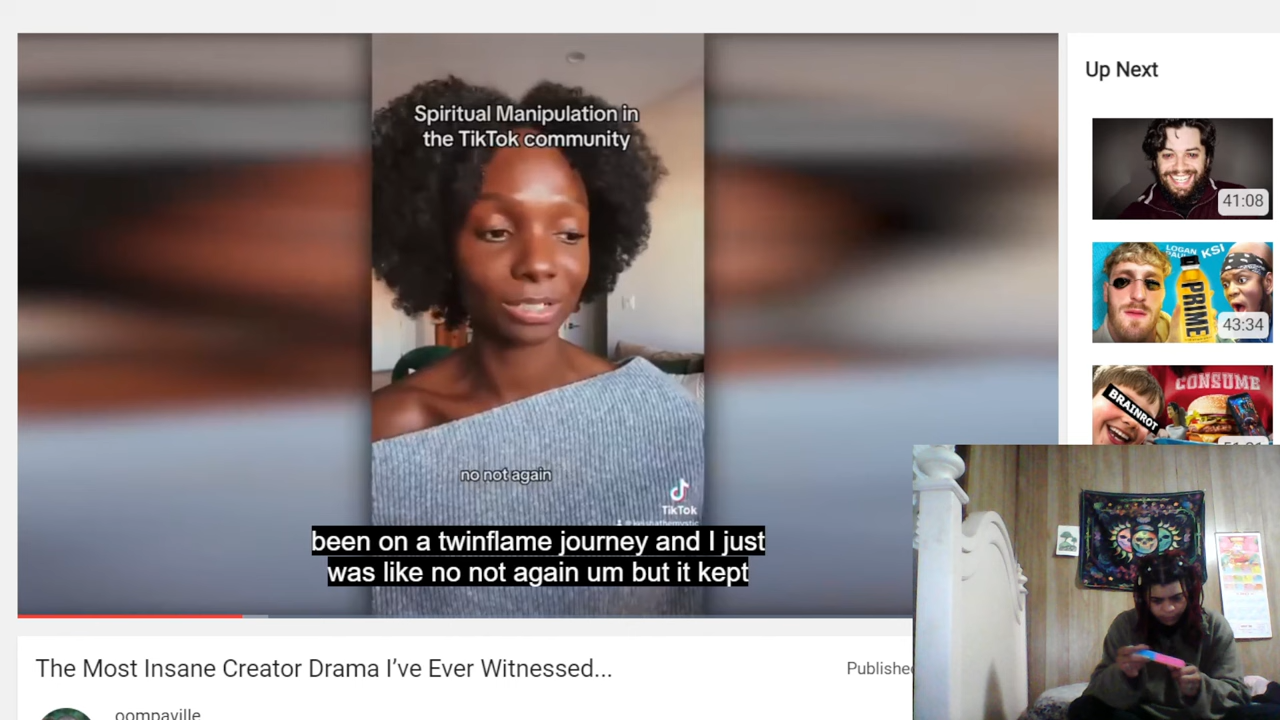 Up Next
Spiritual Manipulation in
the TikTok community
41:08
LOGAN
PAUL
KSI
PRIME
43:34
CONSUME
BRAINROT
no not again
TikTok
been on a twinflame journey and I just
was like no not again um but it kept
The Most Insane Creator Drama I've Ever Witnessed...
Published
oompaville